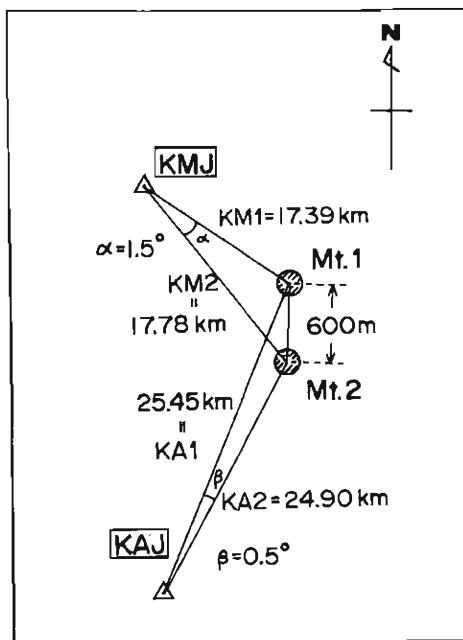 N
KMJ
KM1=17.39 km
α
α=1.5°
Mt.1
KM2
=
17.78 km
600m
Mt.2
25.45 km
=
KA1
β
KA2=24.90 km
KAJ
β=0.5°